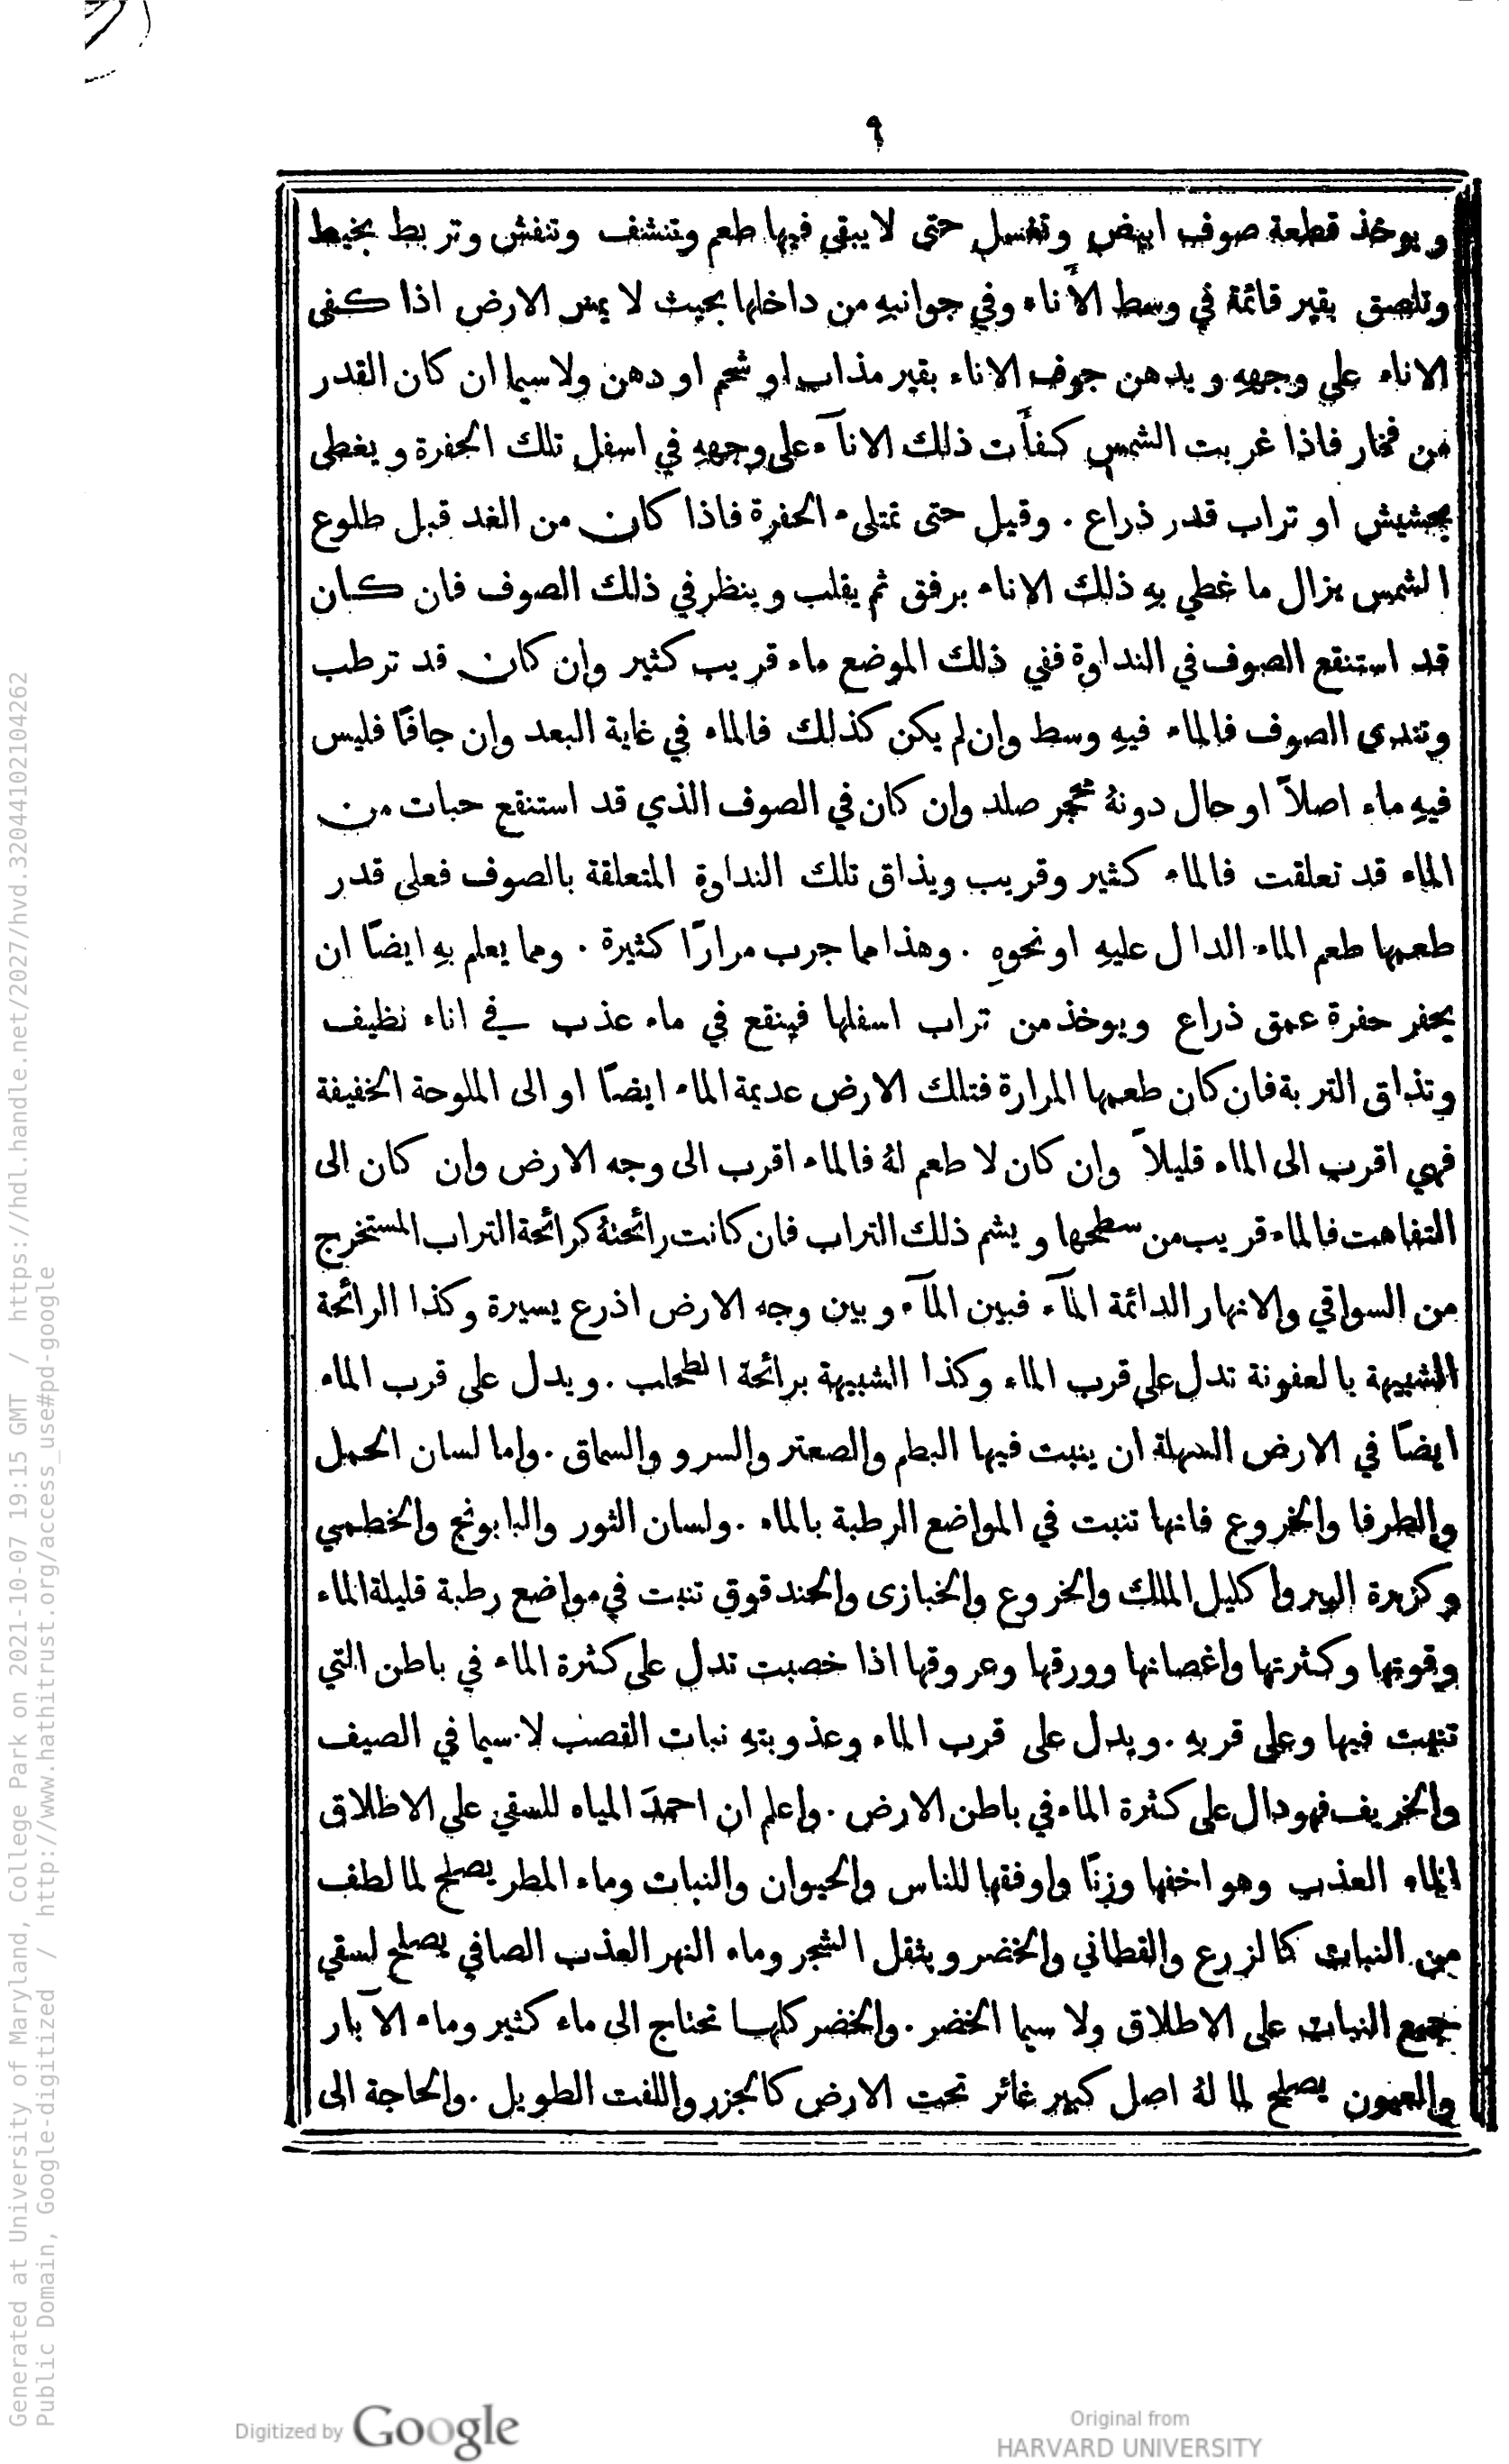 ٩
ويوخذ قطعة صوف ابيض وتغسل حتى لا يبقى فيها طعم وتنشف وتنفش وتربط بخيط
وتلصق بقير قائمة في وسط الأناء وفي جوانبهِ من داخلها بحيث لا يمس الارض اذا كفى
الاناء على وجههِ ويدهن جوف الاناء بقير مذاب او شحم او دهن ولا سيما ان كان القدر
من فخار فاذا غربت الشمس كفأت ذلك الانآء على وجههِ في اسفل تلك الحفرة ويغطى
بحشيش او تراب قدر ذراع . وقيل حتى تمتلىء الحفرة فاذا كان من الغد قبل طلوع
الشمس يزال ما غطي بهِ ذلك الاناء برفق ثم يقلب وينظر في ذلك الصوف فان كان
قد استنقع الصوف في النداوة ففي ذلك الموضع ماء قريب كثير وان كان قد ترطب
وتندى الصوف فالماء فيهِ وسط وان لم يكن كذلك فالماء في غاية البعد وان جافًا فليس
فيهِ ماء اصلاً او حال دونهُ حجر صلد وان كان في الصوف الذي قد استنقع حبات من
الماء قد تعلقت فالماء كثير وقريب ويذاق تلك النداوة المتعلقة بالصوف فعلى قدر
طعمها طعم الماء الدال عليهِ او نحوهِ . وهذا مما جرب مرارًا كثيرة . ومما يعلم بهِ ايضًا ان
يحفر حفرة عمق ذراع ويوخذ من تراب اسفلها فينقع في ماء عذب في اناء نظيف
وتذاق التربة فان كان طعمها المرارة فتلك الارض عديمة الماء ايضًا او الى الملوحة الخفيفة
فهي اقرب الى الماء قليلاً وان كان لا طعم لهُ فالماء اقرب الى وجه الارض وان كان الى
التفاهت فالماء قريب من سطحها ويشم ذلك التراب فان كانت رائحتهُ كرائحة التراب المستخرج
من السواقي والانهار الدائمة المآء فبين المآء وبين وجه الارض اذرع يسيرة وكذا الرائحة
الشبيهة بالعفونة تدل على قرب الماء وكذا الشبيهة برائحة الطحلب . ويدل على قرب الماء
ايضًا في الارض السهلة ان ينبت فيها البطم والصعتر والسرو والسماق . واما لسان الحمل
والطرفا والخروع فانها تنبت في المواضع الرطبة بالماء . ولسان الثور والبابونج والخطمي
وكزبرة البير واكليل الملك والخروع والخبازى والحندقوق تنبت في مواضع رطبة قليلة الماء
وقوتها وكثرتها واغصانها وورقها وعروقها اذا خصبت تدل على كثرة الماء في باطن التي
تنبت فيها وعلى قربهِ . ويدل على قرب الماء وعذوبتهِ نبات القصب لا سيما في الصيف
والخريف فهو دال على كثرة الماء في باطن الارض . واعلم ان احمدَ المياه للسقي على الاطلاق
الماء العذب وهو اخفها وزنًا واوفقها للناس والحيوان والنبات وماء المطر يصلح لما لطف
من النبات كالزرع والقطاني والخضر ويثقل الشجر وماء النهر العذب الصافي يصلح لسقي
جميع النبات على الاطلاق ولا سيما الخضر . والخضر كلها تحتاج الى ماء كثير وماء الآبار
والعيون يصلح لما لهُ اصل كبير غائر تحت الارض كالجزر واللفت الطويل . والحاجة الى
Generated at University of Maryland, College Park on 2021-10-07 19:15 GMT / https://hdl.handle.net/2027/hvd.32044102104262
Public Domain, Google-digitized / http://www.hathitrust.org/access_use#pd-google
Digitized by Google
Original from
HARVARD UNIVERSITY